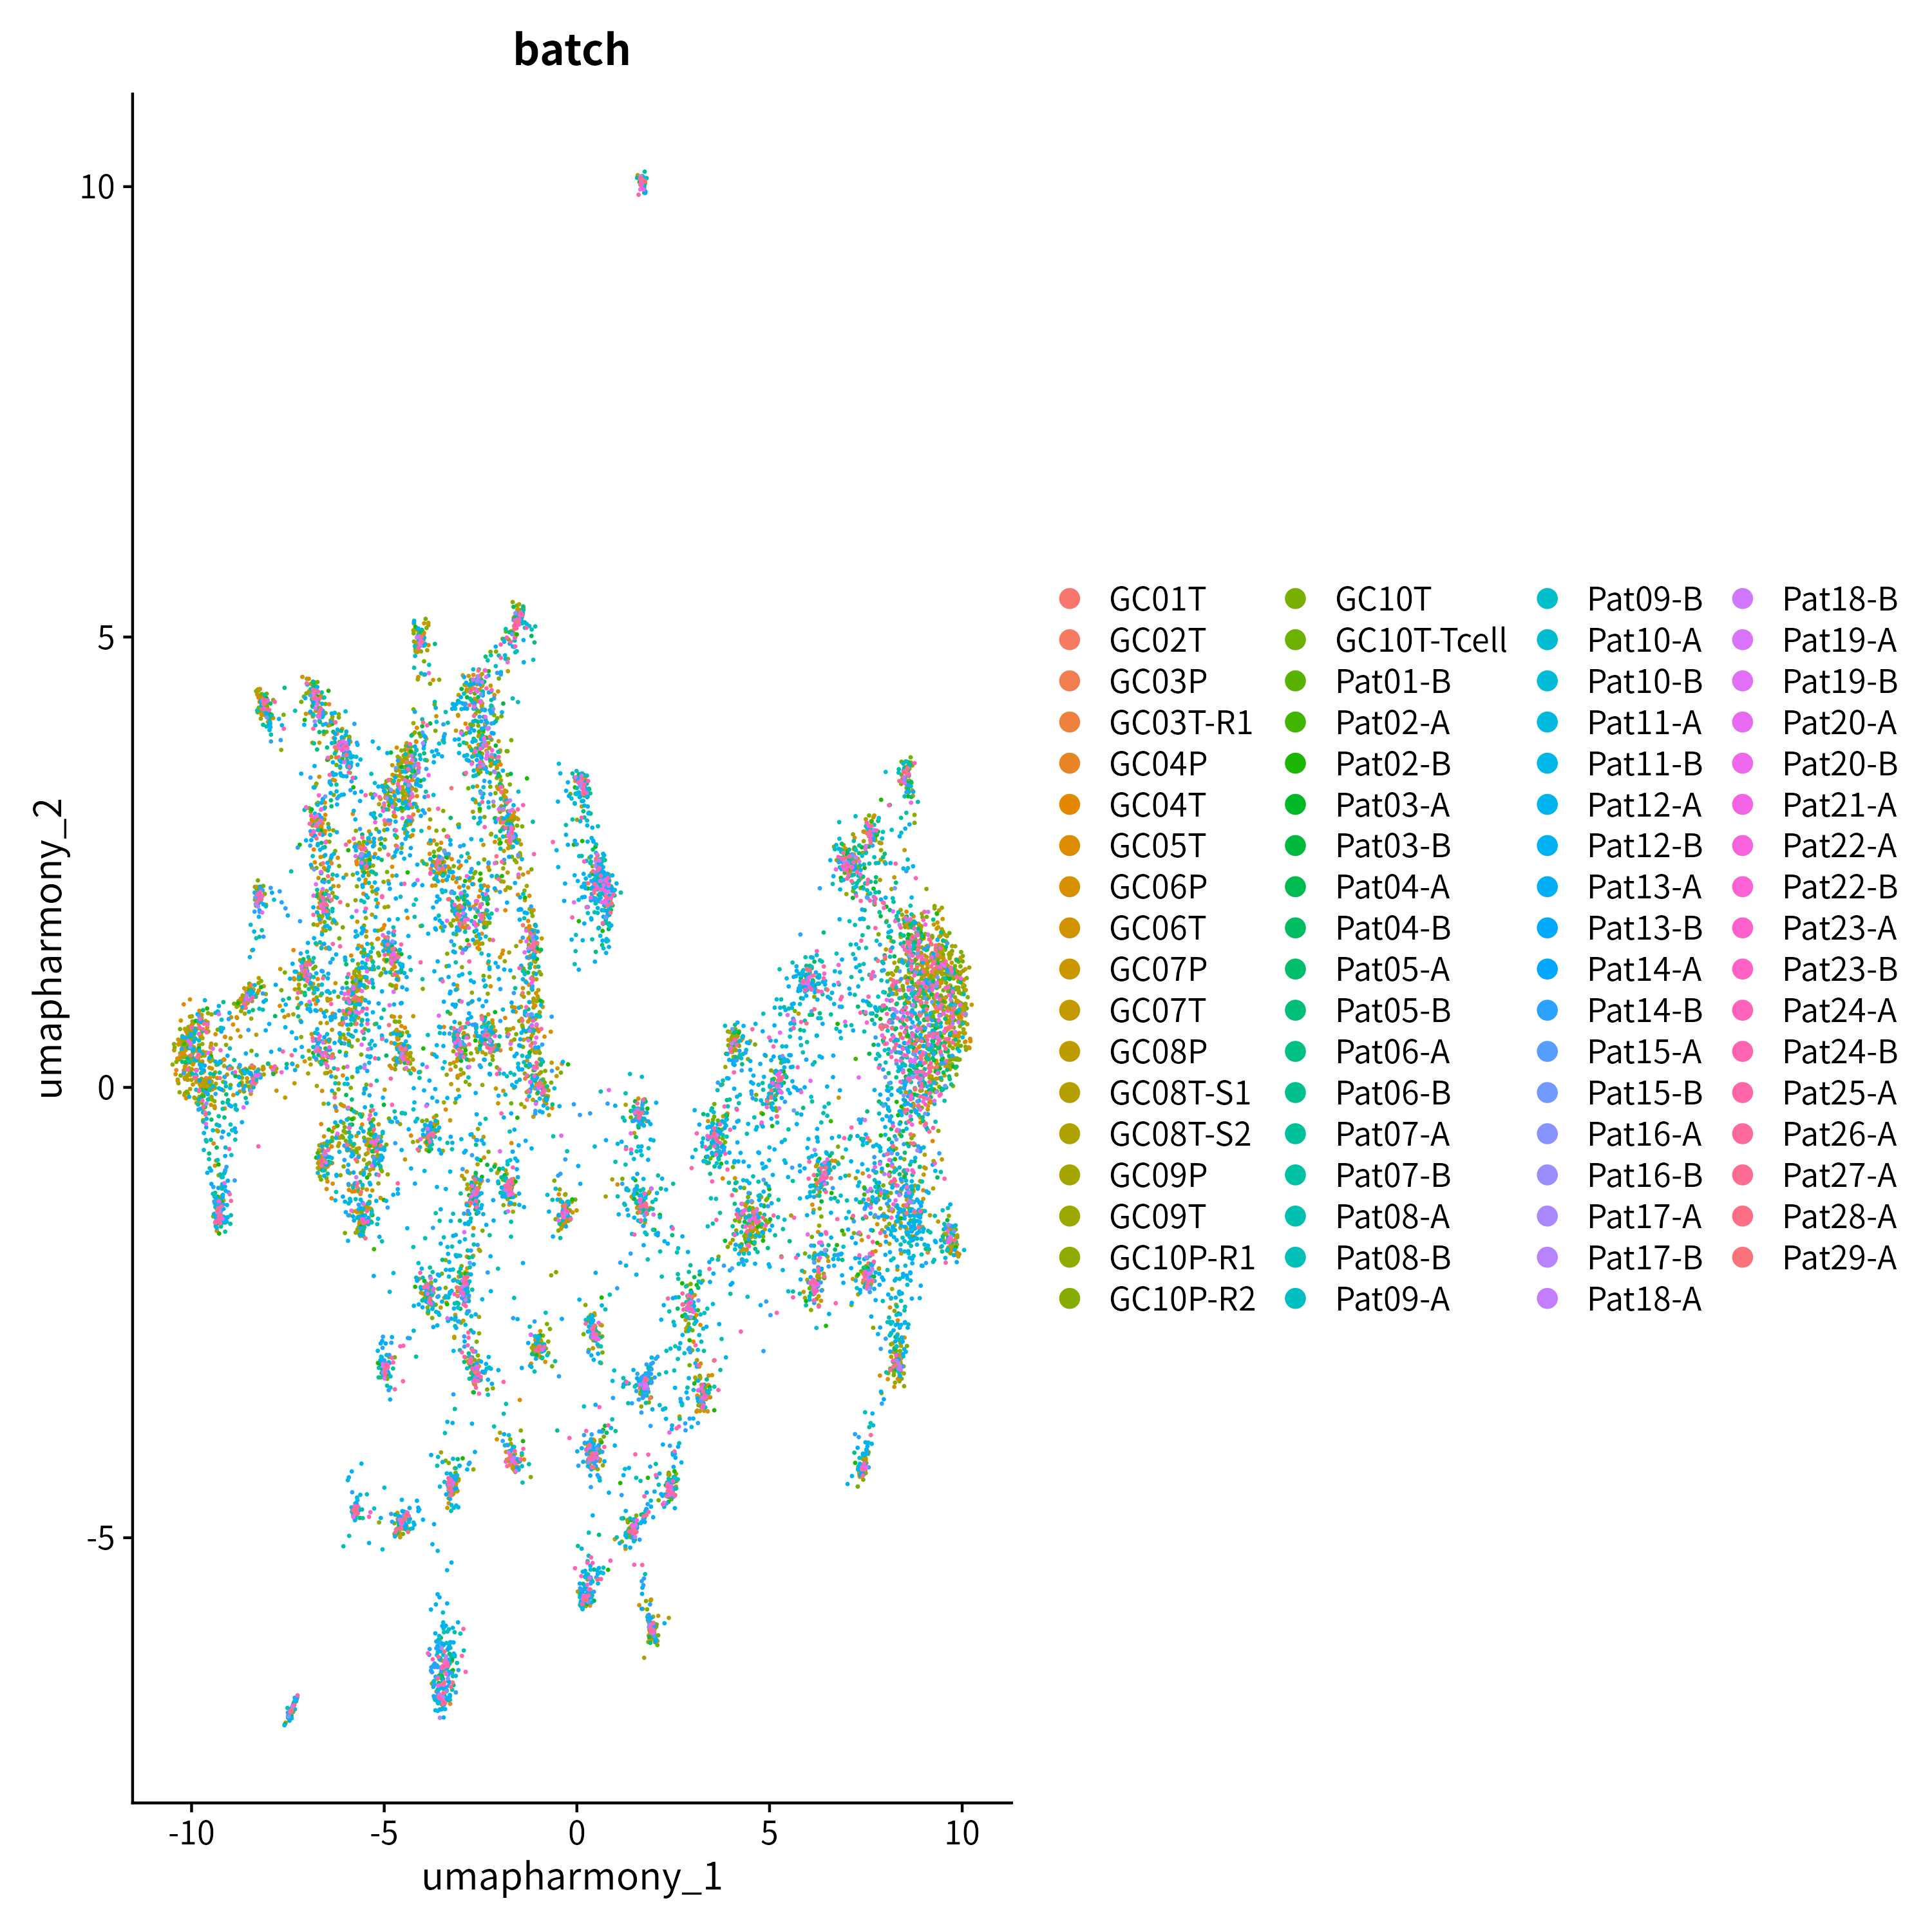 batch
umapharmony_2
10
5
0
-5
-10
-5
0
5
10
umapharmony_1
GC01T
GC02T
GC03P
GC03T-R1
GC04P
GC04T
GC05T
GC06P
GC06T
GC07P
GC07T
GC08P
GC08T-S1
GC08T-S2
GC09P
GC09T
GC10P-R1
GC10P-R2
GC10T
GC10T-Tcell
Pat01-B
Pat02-A
Pat02-B
Pat03-A
Pat03-B
Pat04-A
Pat04-B
Pat05-A
Pat05-B
Pat06-A
Pat06-B
Pat07-A
Pat07-B
Pat08-A
Pat08-B
Pat09-A
Pat09-B
Pat10-A
Pat10-B
Pat11-A
Pat11-B
Pat12-A
Pat12-B
Pat13-A
Pat13-B
Pat14-A
Pat14-B
Pat15-A
Pat15-B
Pat16-A
Pat16-B
Pat17-A
Pat17-B
Pat18-A
Pat18-B
Pat19-A
Pat19-B
Pat20-A
Pat20-B
Pat21-A
Pat22-A
Pat22-B
Pat23-A
Pat23-B
Pat24-A
Pat24-B
Pat25-A
Pat26-A
Pat27-A
Pat28-A
Pat29-A